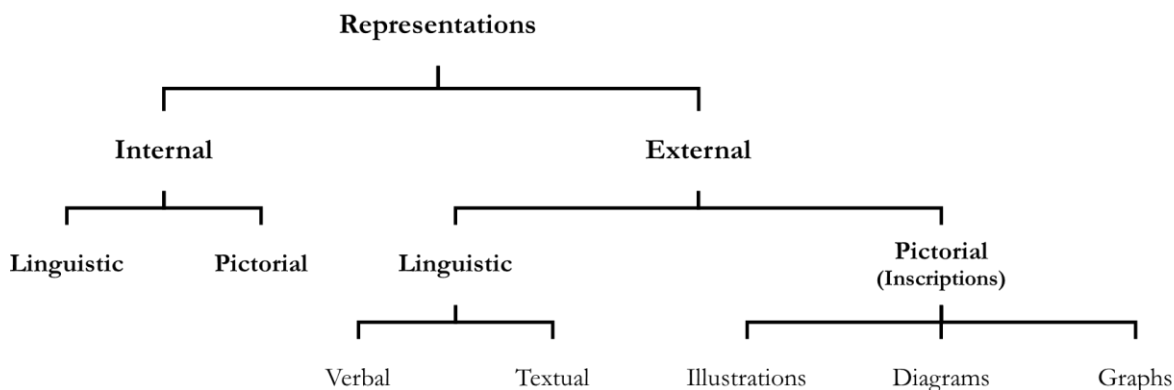 Representations
Internal
External
Linguistic
Pictorial
Linguistic
Pictorial
(Inscriptions)
Verbal
Textual
Illustrations
Diagrams
Graphs